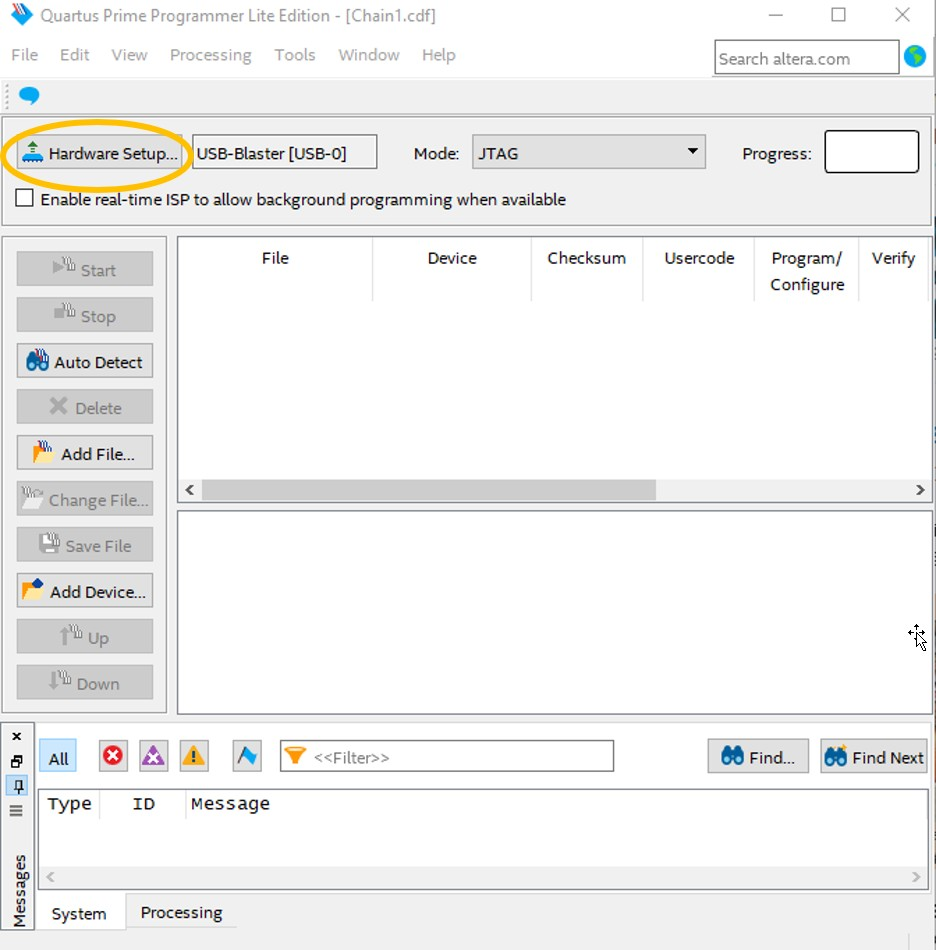 Quartus Prime Programmer Lite Edition - [Chain1.cdf]
File Edit View Processing Tools Window Help
Search altera.com
Hardware Setup... USB-Blaster [USB-0] Mode: JTAG Progress:
Enable real-time ISP to allow background programming when available
Start
Stop
Auto Detect
Delete
Add File...
Change File...
Save File
Add Device...
Up
Down
File Device Checksum Usercode Program/ Verify
Configure
All <<Filter>> Find... Find Next
Type ID Message
Messages
System Processing